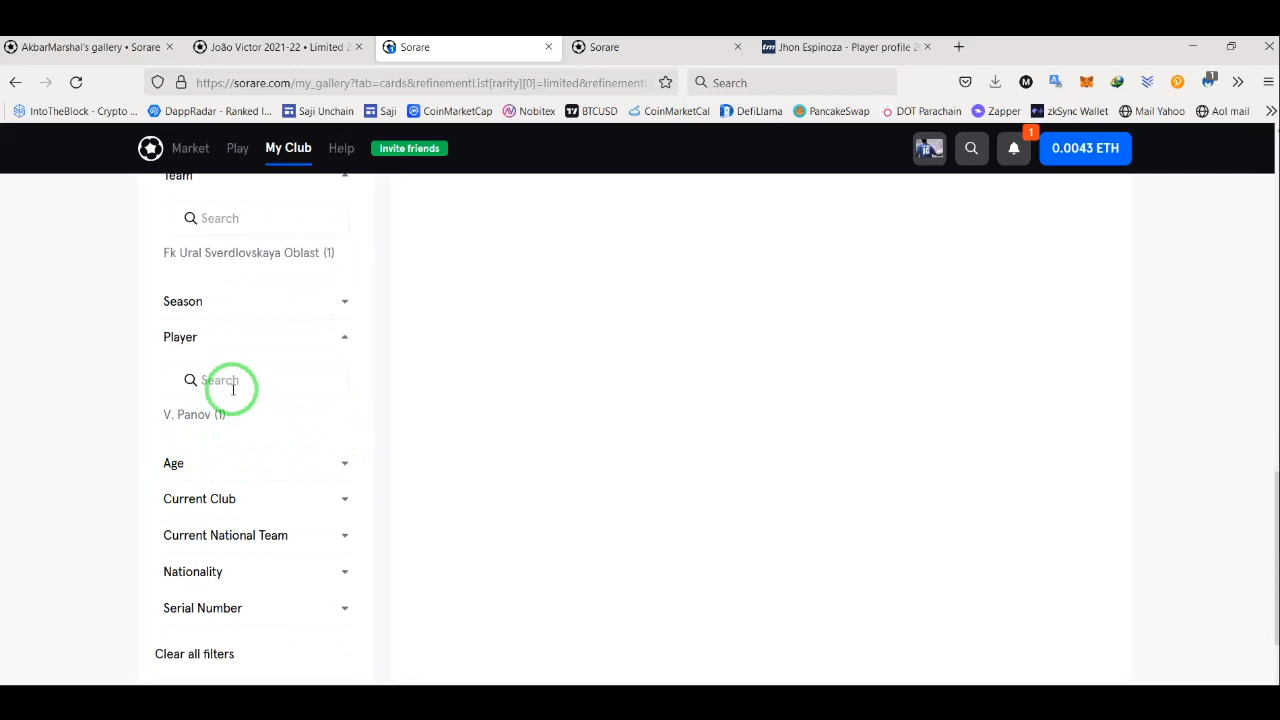 AkbarMarshal's gallery • Sorare
João Victor 2021-22 • Limited 2
Sorare
Sorare
tm Jhon Espinoza - Player profile 2
https://sorare.com/my_gallery?tab=cards&refinementList[rarity][0]=limited&refinementL
Search
1
IntoTheBlock - Crypto ...
DappRadar - Ranked l...
Saji Unchain
Saji
CoinMarketCap
Nobitex
BTCUSD
CoinMarketCal
DefiLlama
PancakeSwap
DOT Parachain
Zapper
zkSync Wallet
Mail Yahoo
Aol mail
Market
Play
My Club
Help
Invite friends
1
0.0043 ETH
Team
Search
Fk Ural Sverdlovskaya Oblast (1)
Season
Player
Search
V. Panov (1)
Age
Current Club
Current National Team
Nationality
Serial Number
Clear all filters